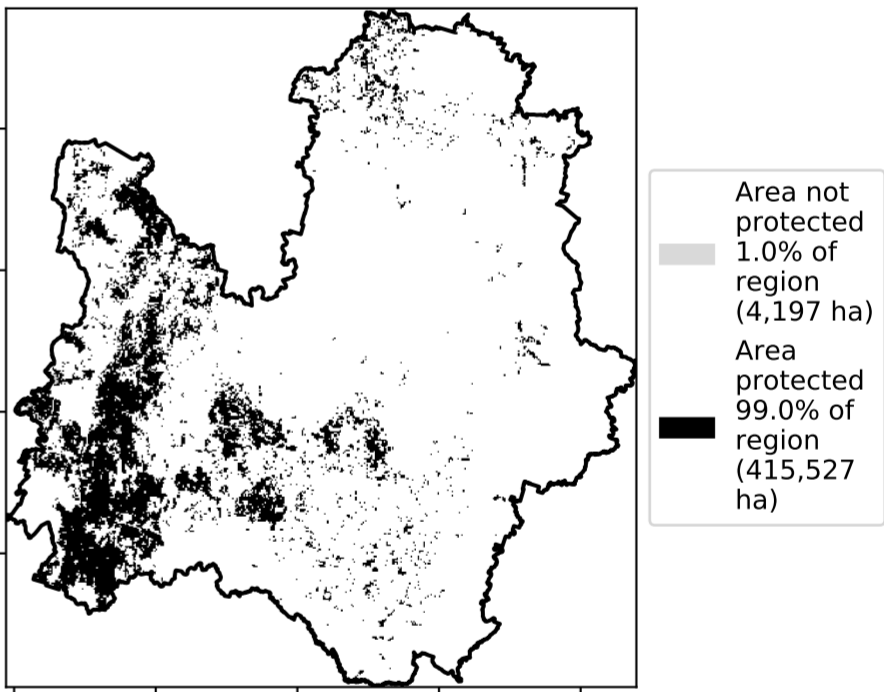 Area not
protected
1.0% of
region
(4,197 ha)
Area
protected
99.0% of
region
(415,527
ha)